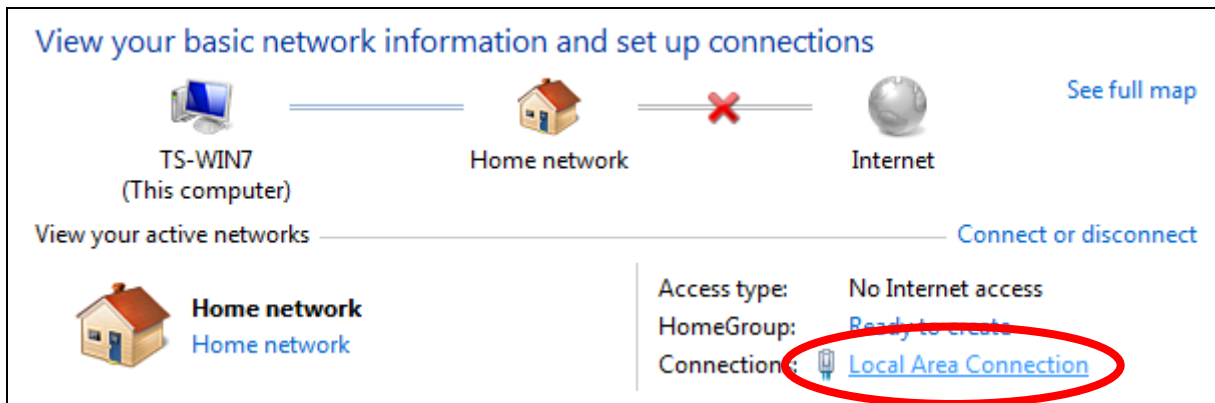 View your basic network information and set up connections
See full map
TS-WIN7
(This computer)
Home network
Internet
View your active networks
Connect or disconnect
Home network
Home network
Access type: No Internet access
HomeGroup: Ready to create
Connections: Local Area Connection